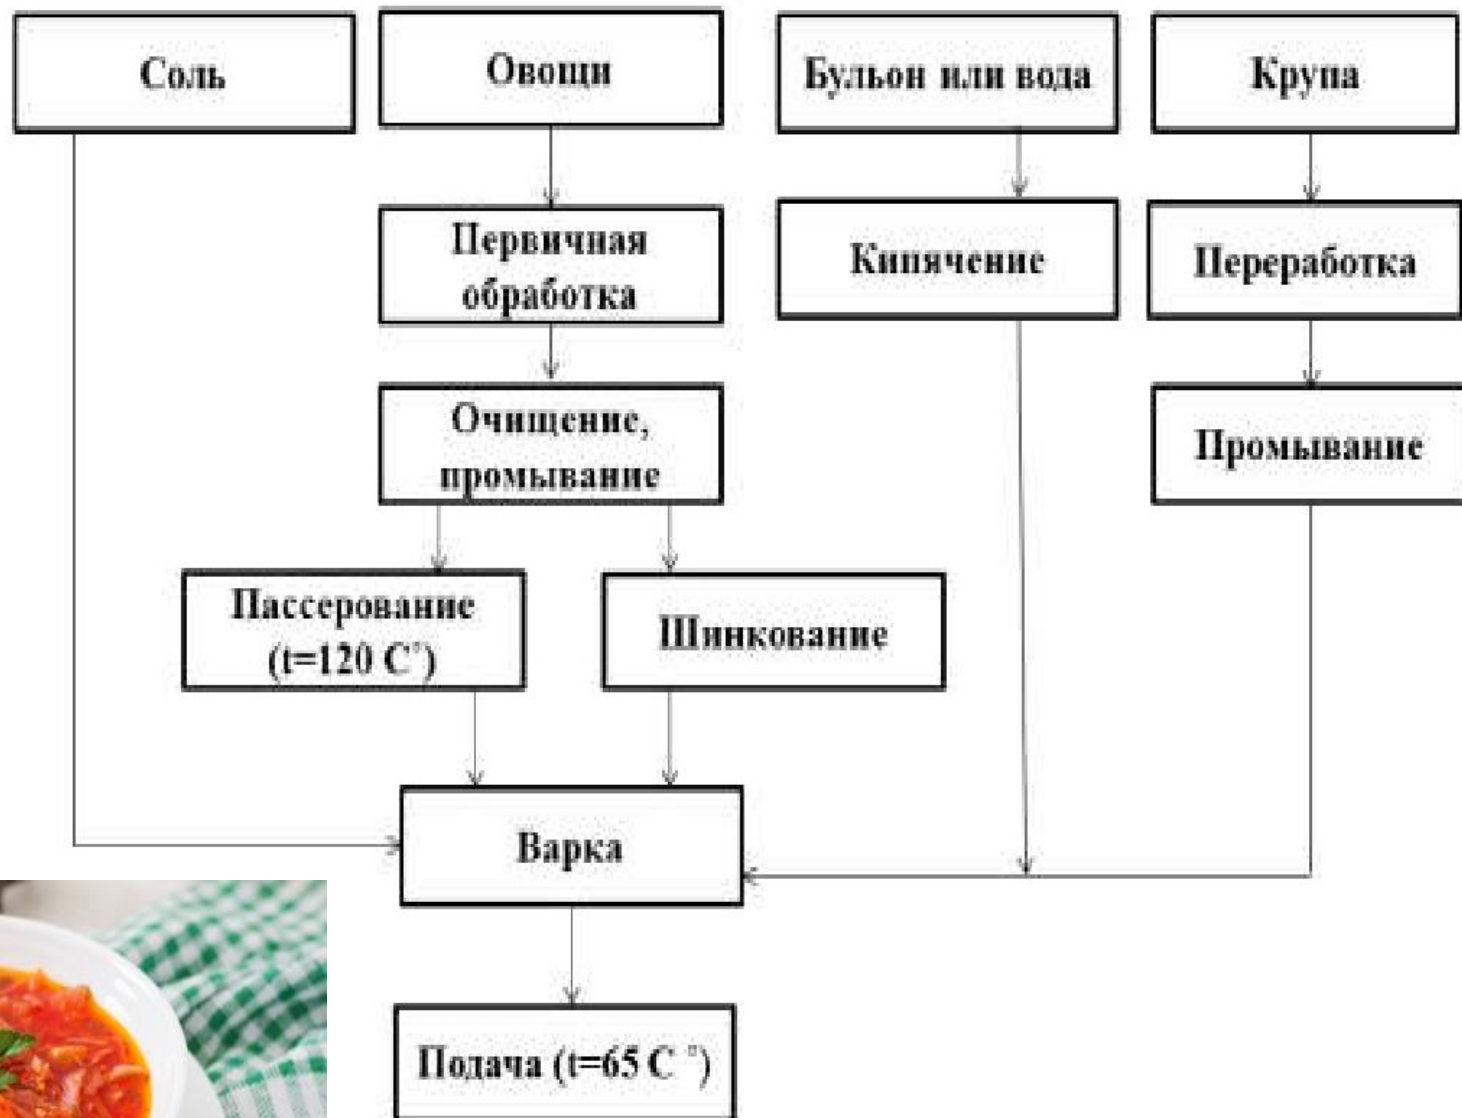 Соль
Овощи
Бульон или вода
Крупа
Первичная
обработка
Кипячение
Переработка
Очищение,
промывание
Промывание
Пассерование
(t=120 C°)
Шинкование
Варка
Подача (t=65 C °)